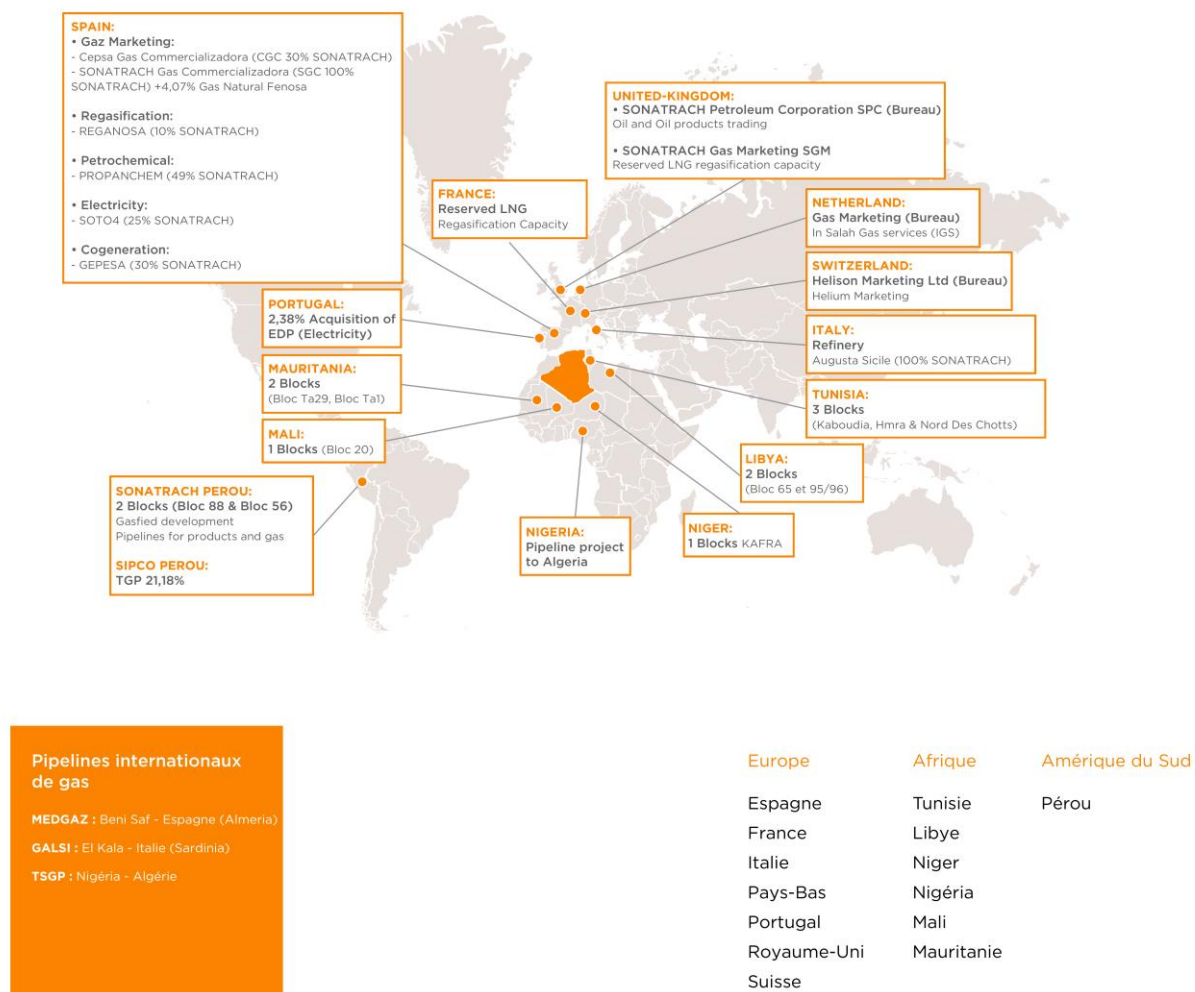 SPAIN:
• Gaz Marketing:
- Cepsa Gas Commercializadora (CGC 30% SONATRACH)
- SONATRACH Gas Commercializadora (SGC 100%
SONATRACH) +4,07% Gas Natural Fenosa
• Regasification:
- REGANOSA (10% SONATRACH)
• Petrochemical:
- PROPANCHEM (49% SONATRACH)
• Electricity:
- SOTO4 (25% SONATRACH)
• Cogeneration:
- GEPESA (30% SONATRACH)
UNITED-KINGDOM:
• SONATRACH Petroleum Corporation SPC (Bureau)
Oil and Oil products trading
• SONATRACH Gas Marketing SGM
Reserved LNG regasification capacity
FRANCE:
Reserved LNG
Regasification Capacity
NETHERLAND:
Gas Marketing (Bureau)
In Salah Gas services (IGS)
SWITZERLAND:
Helison Marketing Ltd (Bureau)
Helium Marketing
PORTUGAL:
2,38% Acquisition of
EDP (Electricity)
ITALY:
Refinery
Augusta Sicile (100% SONATRACH)
MAURITANIA:
2 Blocks
(Bloc Ta29, Bloc Ta1)
TUNISIA:
3 Blocks
(Kaboudia, Hmra & Nord Des Chotts)
MALI:
1 Blocks (Bloc 20)
LIBYA:
2 Blocks
(Bloc 65 et 95/96)
SONATRACH PEROU:
2 Blocks (Bloc 88 & Bloc 56)
Gasfied development
Pipelines for products and gas
SIPCO PEROU:
TGP 21,18%
NIGERIA:
Pipeline project
to Algeria
NIGER:
1 Blocks KAFRA
Pipelines internationaux
de gas
MEDGAZ : Beni Saf - Espagne (Almeria)
GALSI : El Kala - Italie (Sardinia)
TSGP : Nigéria - Algérie
Europe
Espagne
France
Italie
Pays-Bas
Portugal
Royaume-Uni
Suisse
Afrique
Tunisie
Libye
Niger
Nigéria
Mali
Mauritanie
Amérique du Sud
Pérou